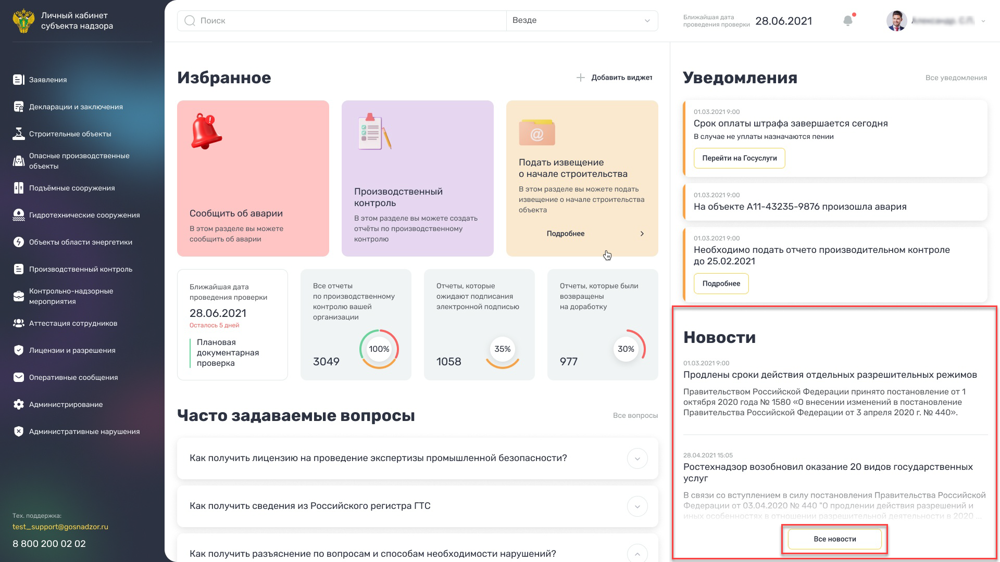 Личный кабинет
субъекта надзора
Заявления
Декларации и заключения
Строительные объекты
Опасные производственные
объекты
Подъёмные сооружения
Гидротехнические сооружения
Объекты области энергетики
Производственный контроль
Контрольно-надзорные
мероприятия
Аттестация сотрудников
Лицензии и разрешения
Оперативные сообщения
Администрирование
Административные нарушения
Тех. поддержка:
test_support@gosnadzor.ru
8 800 200 02 02
Поиск
Везде
Ближайшая дата
проведения проверки
28.06.2021
Избранное
Добавить виджет
Сообщить об аварии
В этом разделе вы можете
сообщить об аварии
Производственный
контроль
В этом разделе вы можете создать
отчёты по производственному
контролю
@
Подать извещение
о начале строительства
В этом разделе вы можете подать
извещение о начале строительства
объекта
Подробнее
Ближайшая дата
проведения проверки
28.06.2021
Осталось 5 дней
Плановая
документарная
проверка
Все отчеты
по производственному
контролю вашей
организации
3049
100%
Отчеты, которые
ожидают подписания
электронной подписью
1058
35%
Отчеты, которые были
возвращены
на доработку
977
30%
Часто задаваемые вопросы
Все вопросы
Как получить лицензию на проведение экспертизы промышленной безопасности?
Как получить сведения из Российского регистра ГТС
Как получить разъяснение по вопросам и способам необходимости нарушений?
Уведомления
Все уведомления
01.03.2021 9:00
Срок оплаты штрафа завершается сегодня
В случае не уплаты назначаются пении
Перейти на Госуслуги
01.03.2021 9:00
На объекте А11-43235-9876 произошла авария
01.03.2021 9:00
Необходимо подать отчето производительном контроле
до 25.02.2021
Подробнее
Новости
01.03.2021 9:00
Продлены сроки действия отдельных разрешительных режимов
Правительством Российской Федерации принято постановление от 1
октября 2020 года № 1580 «О внесении изменений в постановление
Правительства Российской Федерации от 3 апреля 2020 г. № 440».
28.04.2021 15:05
Ростехнадзор возобновил оказание 20 видов государственных
услуг
В связи со вступлением в силу постановления Правительства Российской
Федерации от 03.04.2020 № 440 "О продлении действия разрешений и
иных особенностях в отношении разрешительной деятельности в 2020 ...
Все новости